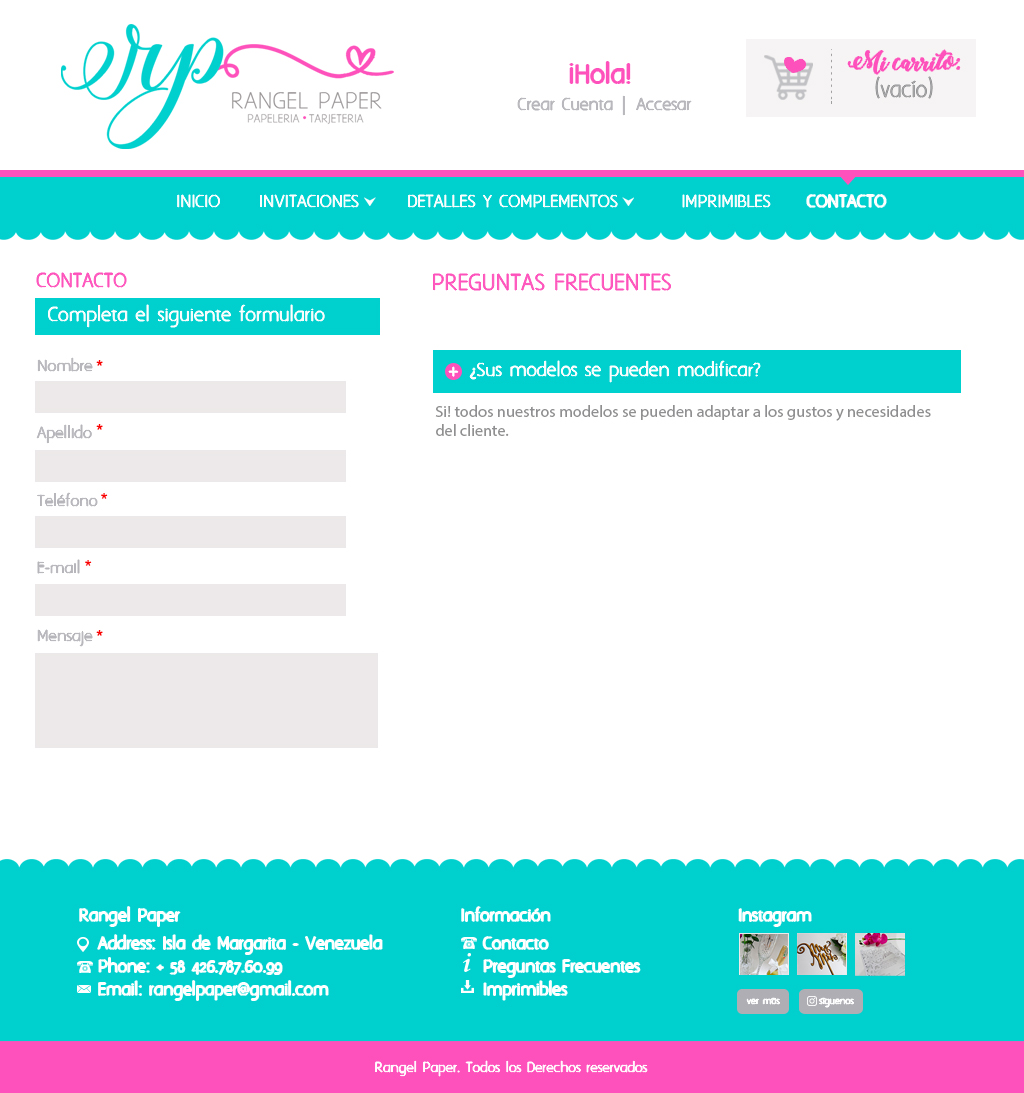 erp
RANGEL PAPER
PAPELERIA • TARJETERIA
¡Hola!
Crear Cuenta | Accesar
Mi carrito:
(vacío)
INICIO
INVITACIONES
DETALLES Y COMPLEMENTOS
IMPRIMIBLES
CONTACTO
CONTACTO
Completa el siguiente formulario
Nombre *
Apellido *
Teléfono *
E-mail *
Mensaje *
PREGUNTAS FRECUENTES
¿Sus modelos se pueden modificar?
Si! todos nuestros modelos se pueden adaptar a los gustos y necesidades
del cliente.
Rangel Paper
Address: Isla de Margarita - Venezuela
Phone: + 58 426.787.60.99
Email: rangelpaper@gmail.com
Información
Contacto
Preguntas Frecuentes
Imprimibles
Instagram
ver más
síguenos
Rangel Paper. Todos los Derechos reservados